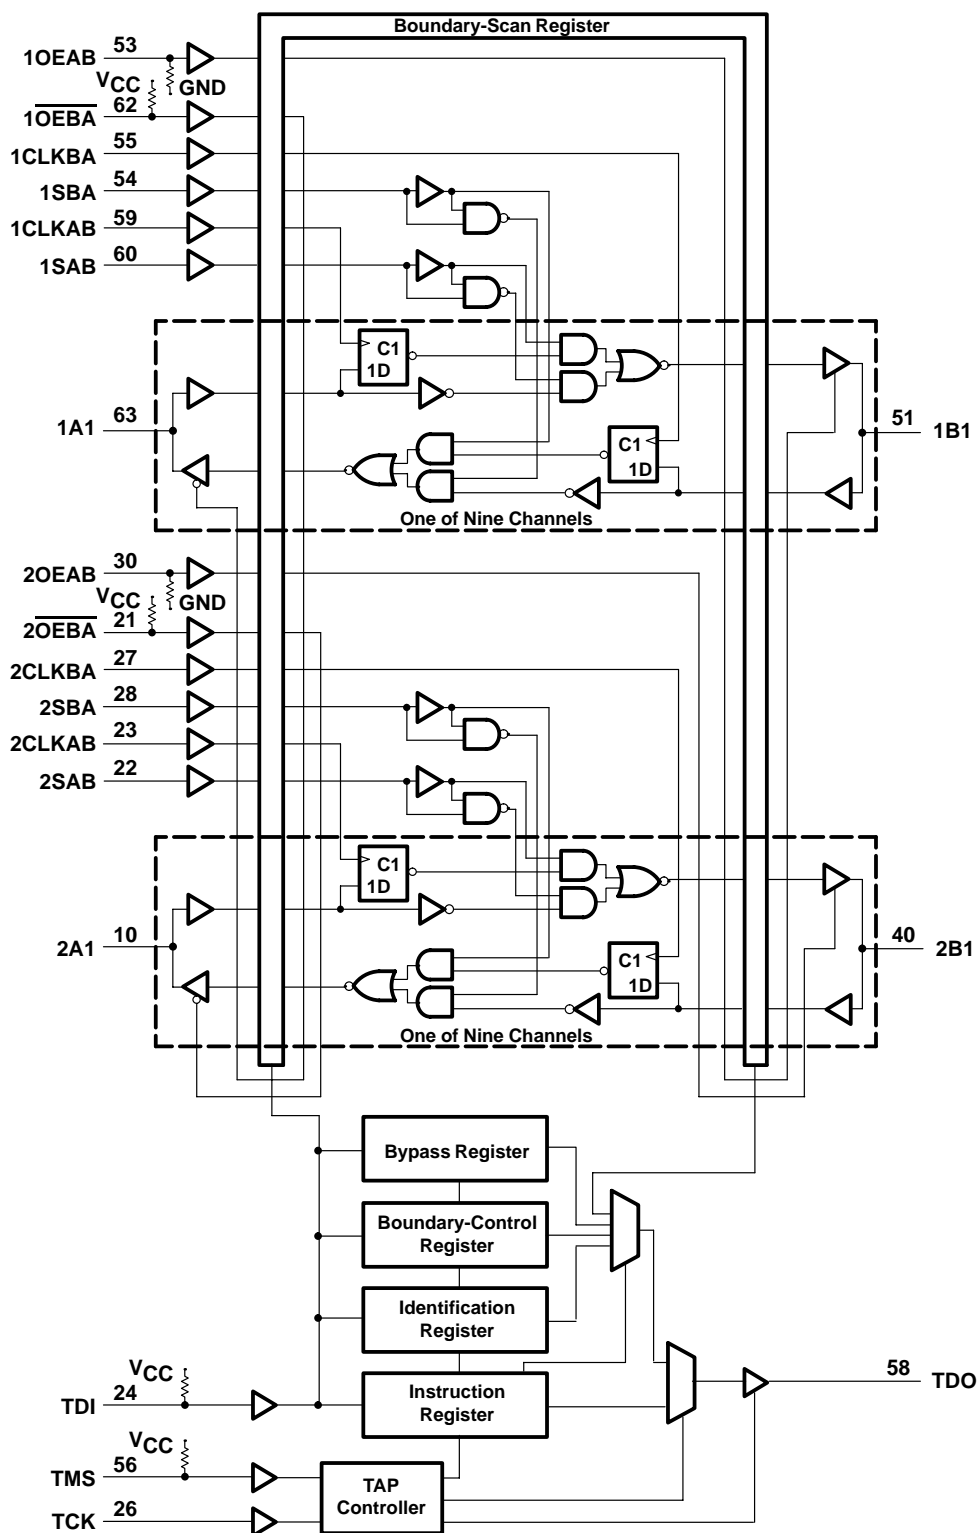 Boundary-Scan Register
1OEAB 53
VCC
GND
1OEBA 62
1CLKBA 55
1SBA 54
1CLKAB 59
1SAB 60
C1
1D
1A1 63
51 1B1
C1
1D
One of Nine Channels
2OEAB 30
VCC
GND
2OEBA 21
2CLKBA 27
2SBA 28
2CLKAB 23
2SAB 22
C1
1D
2A1 10
40 2B1
C1
1D
One of Nine Channels
Bypass Register
Boundary-Control
Register
Identification
Register
VCC
TDI 24
Instruction
Register
58 TDO
VCC
TMS 56
TAP
Controller
TCK 26